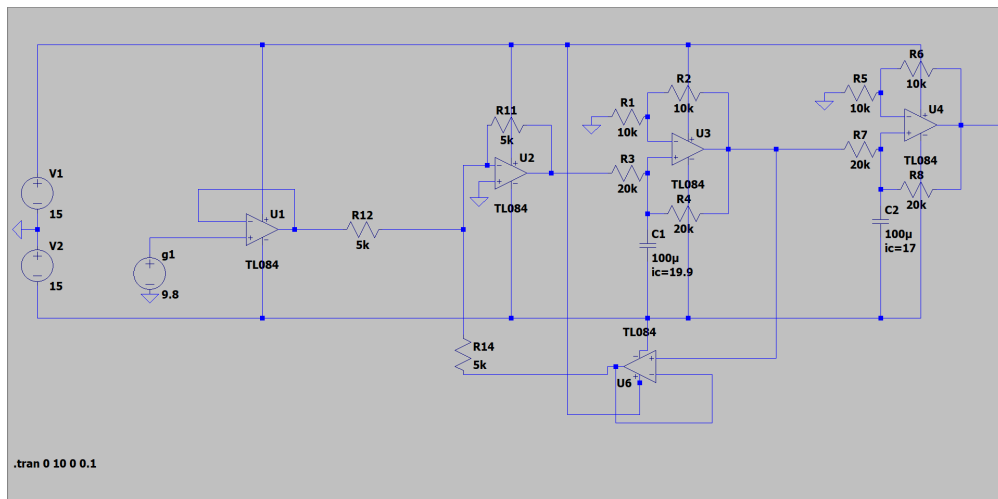 V1
15
V2
15
g1
9.8
U1
TL084
R12
5k
R11
5k
U2
TL084
R14
5k
R1
10k
R2
10k
R3
20k
U3
TL084
R4
20k
C1
100µ
ic=19.9
TL084
U6
R5
10k
R6
10k
R7
20k
U4
TL084
R8
20k
C2
100µ
ic=17
.tran 0 10 0 0.1